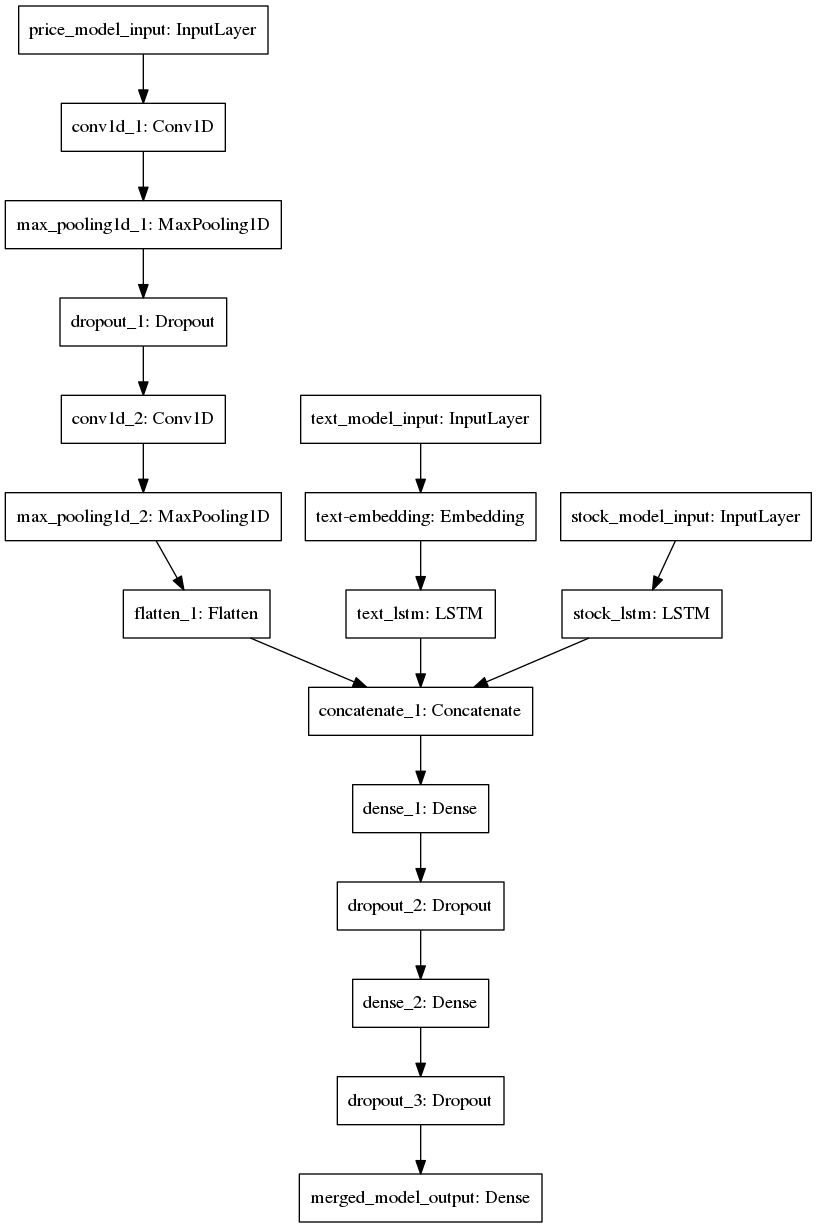 price_model_input: InputLayer
conv1d_1: Conv1D
max_pooling1d_1: MaxPooling1D
dropout_1: Dropout
conv1d_2: Conv1D
text_model_input: InputLayer
max_pooling1d_2: MaxPooling1D
text-embedding: Embedding
stock_model_input: InputLayer
flatten_1: Flatten
text_lstm: LSTM
stock_lstm: LSTM
concatenate_1: Concatenate
dense_1: Dense
dropout_2: Dropout
dense_2: Dense
dropout_3: Dropout
merged_model_output: Dense